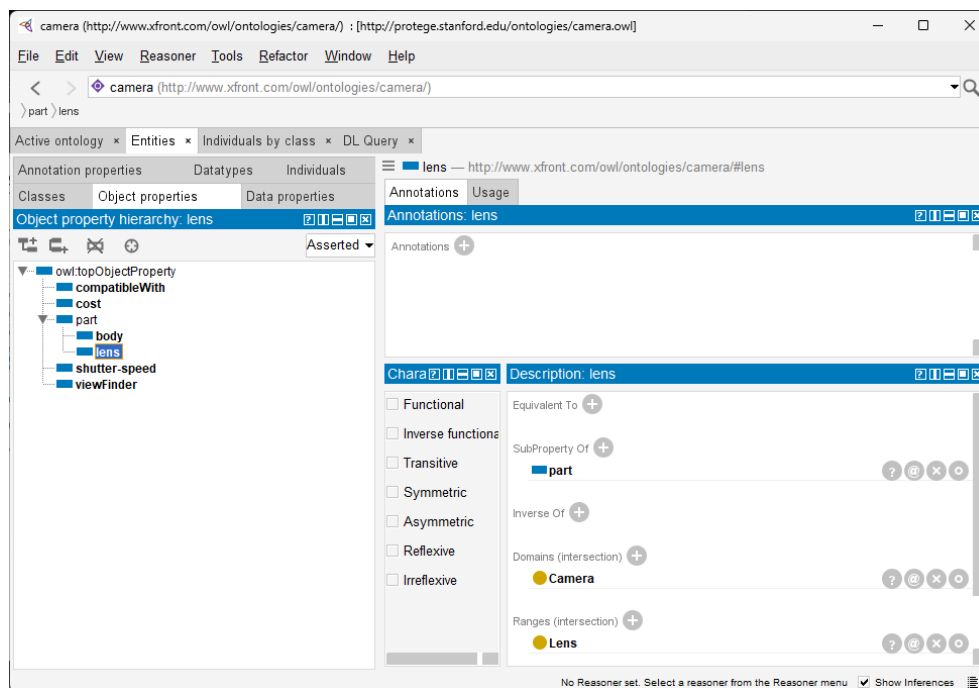 camera (http://www.xfront.com/owl/ontologies/camera/) : [http://protege.stanford.edu/ontologies/camera.owl]
File Edit View Reasoner Tools Refactor Window Help
camera (http://www.xfront.com/owl/ontologies/camera/)
part lens
Active ontology × Entities × Individuals by class × DL Query ×
Annotation properties Datatypes Individuals
Classes Object properties Data properties
Object property hierarchy: lens
Asserted
owl:topObjectProperty
compatibleWith
cost
part
body
lens
shutter-speed
viewFinder
lens — http://www.xfront.com/owl/ontologies/camera/#lens
Annotations Usage
Annotations: lens
Annotations
Chara
Functional
Inverse functiona
Transitive
Symmetric
Asymmetric
Reflexive
Irreflexive
Description: lens
Equivalent To
SubProperty Of
part
Inverse Of
Domains (intersection)
Camera
Ranges (intersection)
Lens
No Reasoner set. Select a reasoner from the Reasoner menu Show Inferences